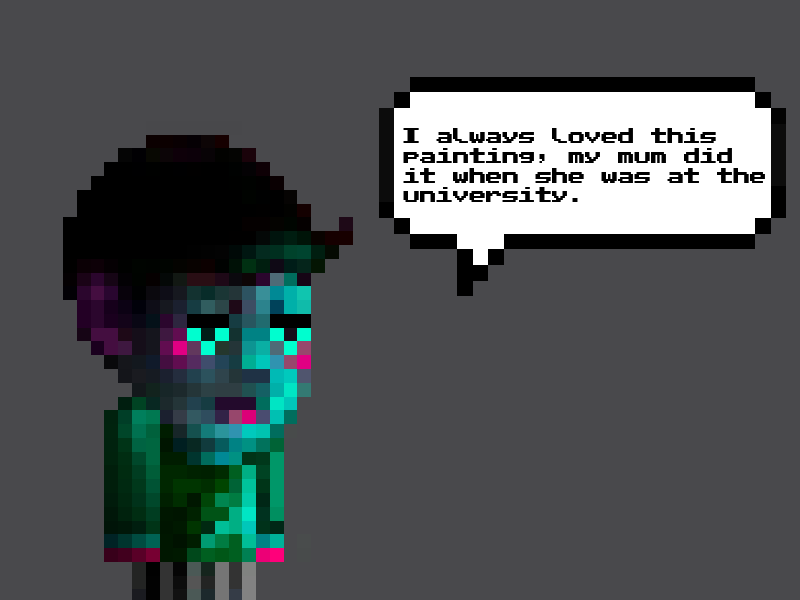 I always loved this
painting, my mum did
it when she was at the
university.